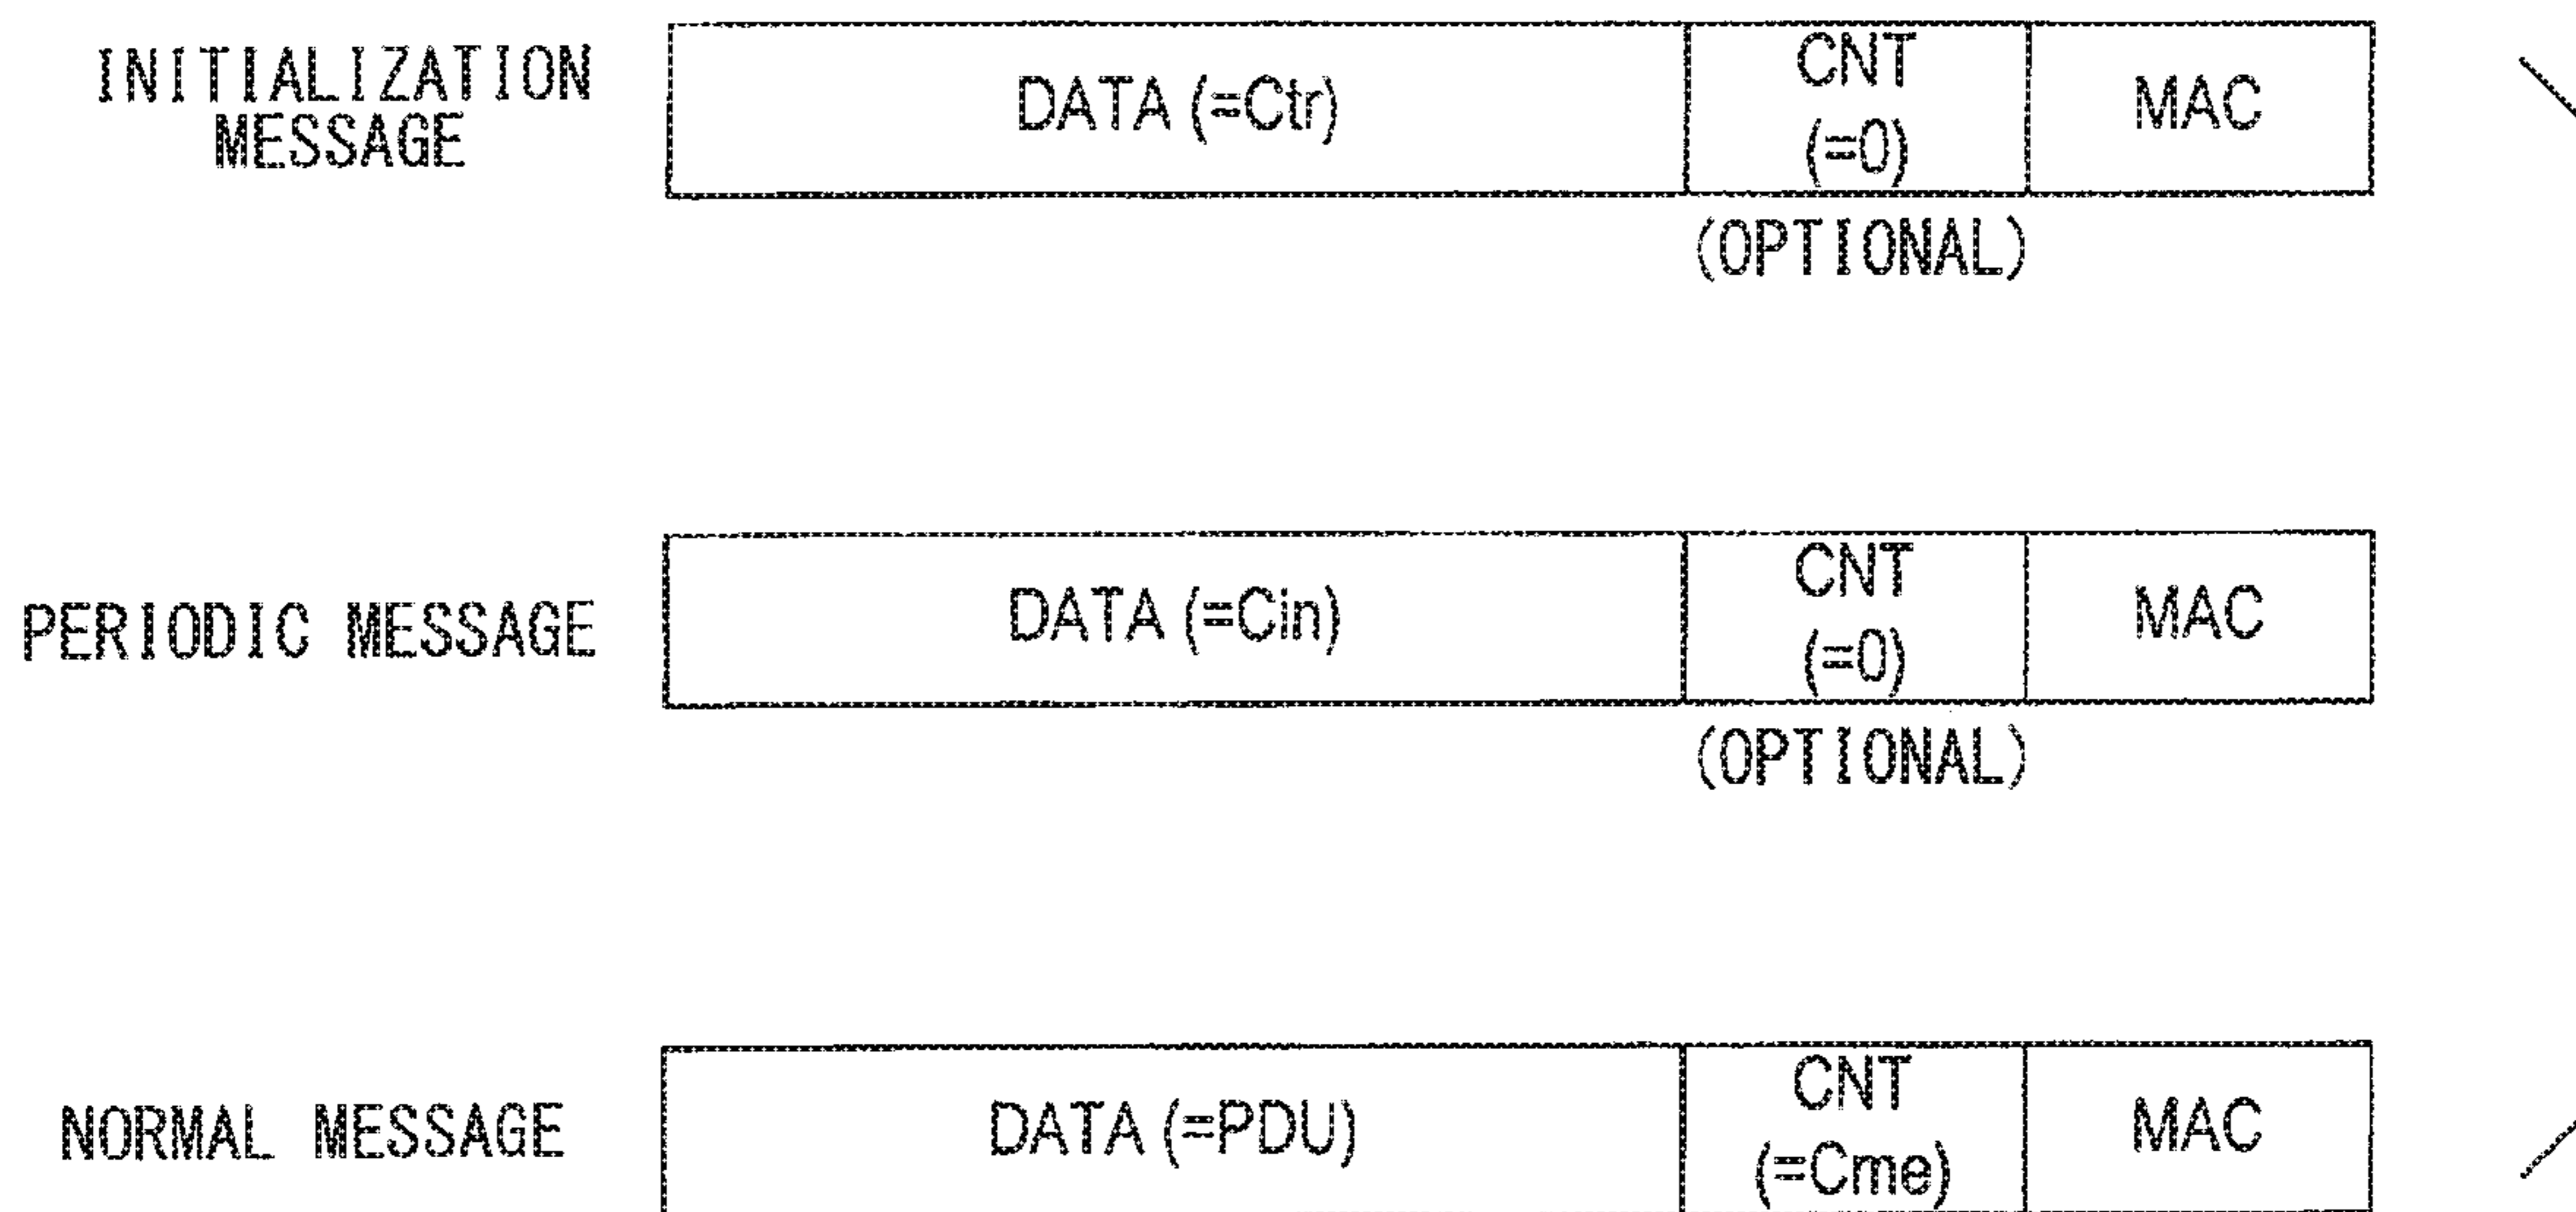 INITIALIZATION
MESSAGE
DATA (=Ctr)
CNT
(=0)
MAC
(OPTIONAL)
PERIODIC MESSAGE
DATA (=Cin)
CNT
(=0)
MAC
(OPTIONAL)
NORMAL MESSAGE
DATA (=PDU)
CNT
(=Cme)
MAC